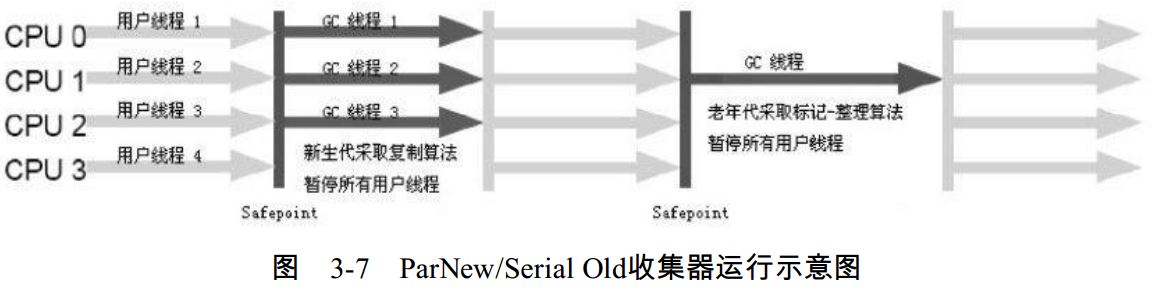 CPU 0
用户线程 1
GC 线程 1
CPU 1
用户线程 2
GC 线程 2
GC 线程
CPU 2
用户线程 3
GC 线程 3
老年代采取标记-整理算法
暂停所有用户线程
CPU 3
用户线程 4
新生代采取复制算法
暂停所有用户线程
Safepoint
Safepoint
图 3-7 ParNew/Serial Old收集器运行示意图